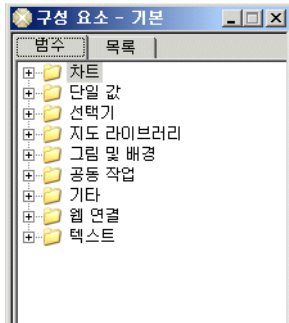 구성 요소 - 기본
범주 목록
차트
단일 값
선택기
지도 라이브러리
그림 및 배경
공동 작업
기타
웹 연결
텍스트